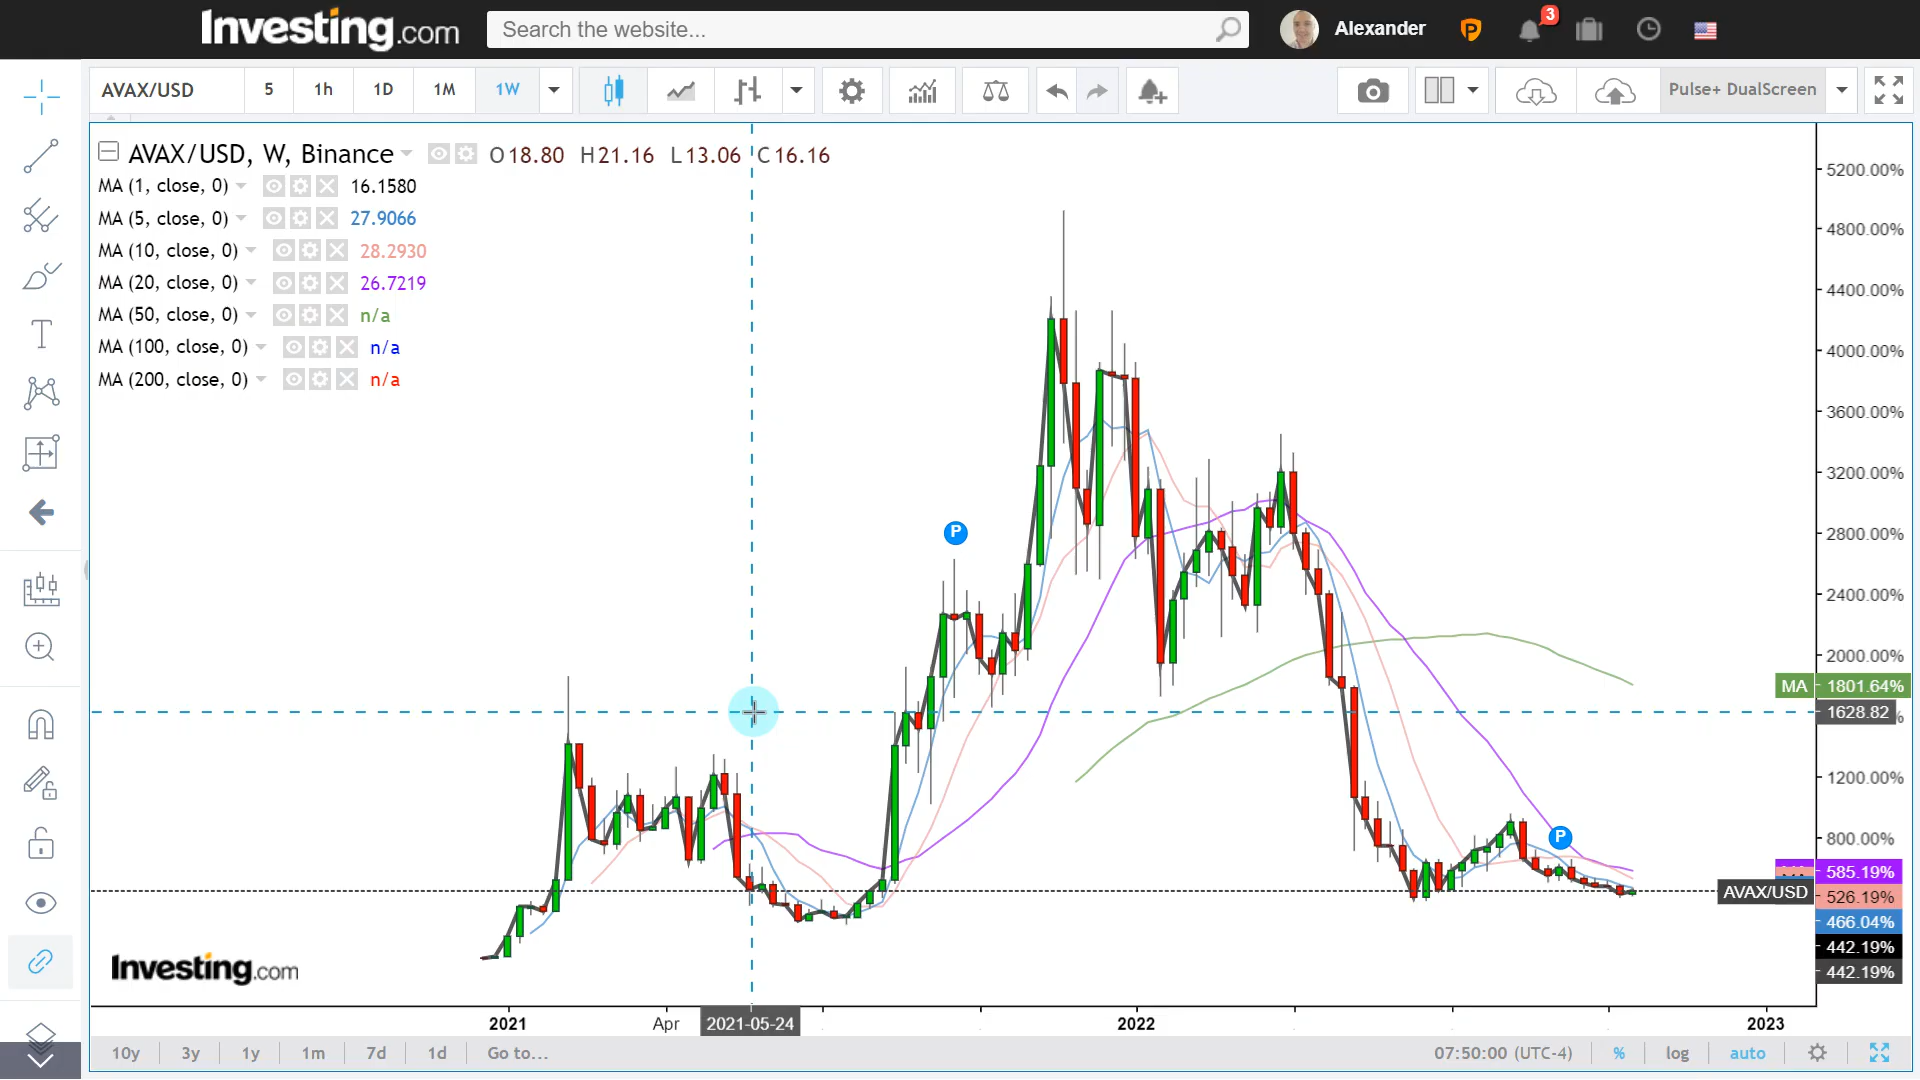 Investing.com
Search the website...
Alexander
3
AVAX/USD
5
1h
1D
1M
1W
Pulse+ DualScreen
AVAX/USD, W, Binance
O18.80 H21.16 L13.06 C16.16
MA (1, close, 0) 16.1580
MA (5, close, 0) 27.9066
MA (10, close, 0) 28.2930
MA (20, close, 0) 26.7219
MA (50, close, 0) n/a
MA (100, close, 0) n/a
MA (200, close, 0) n/a
5200.00%
4800.00%
4400.00%
4000.00%
3600.00%
3200.00%
2800.00%
2400.00%
2000.00%
MA 1801.64%
1628.82
1200.00%
800.00%
585.19%
AVAX/USD
526.19%
466.04%
442.19%
442.19%
P
P
Investing.com
2021
Apr
2021-05-24
2022
2023
10y
3y
1y
1m
7d
1d
Go to...
07:50:00 (UTC-4)
%
log
auto